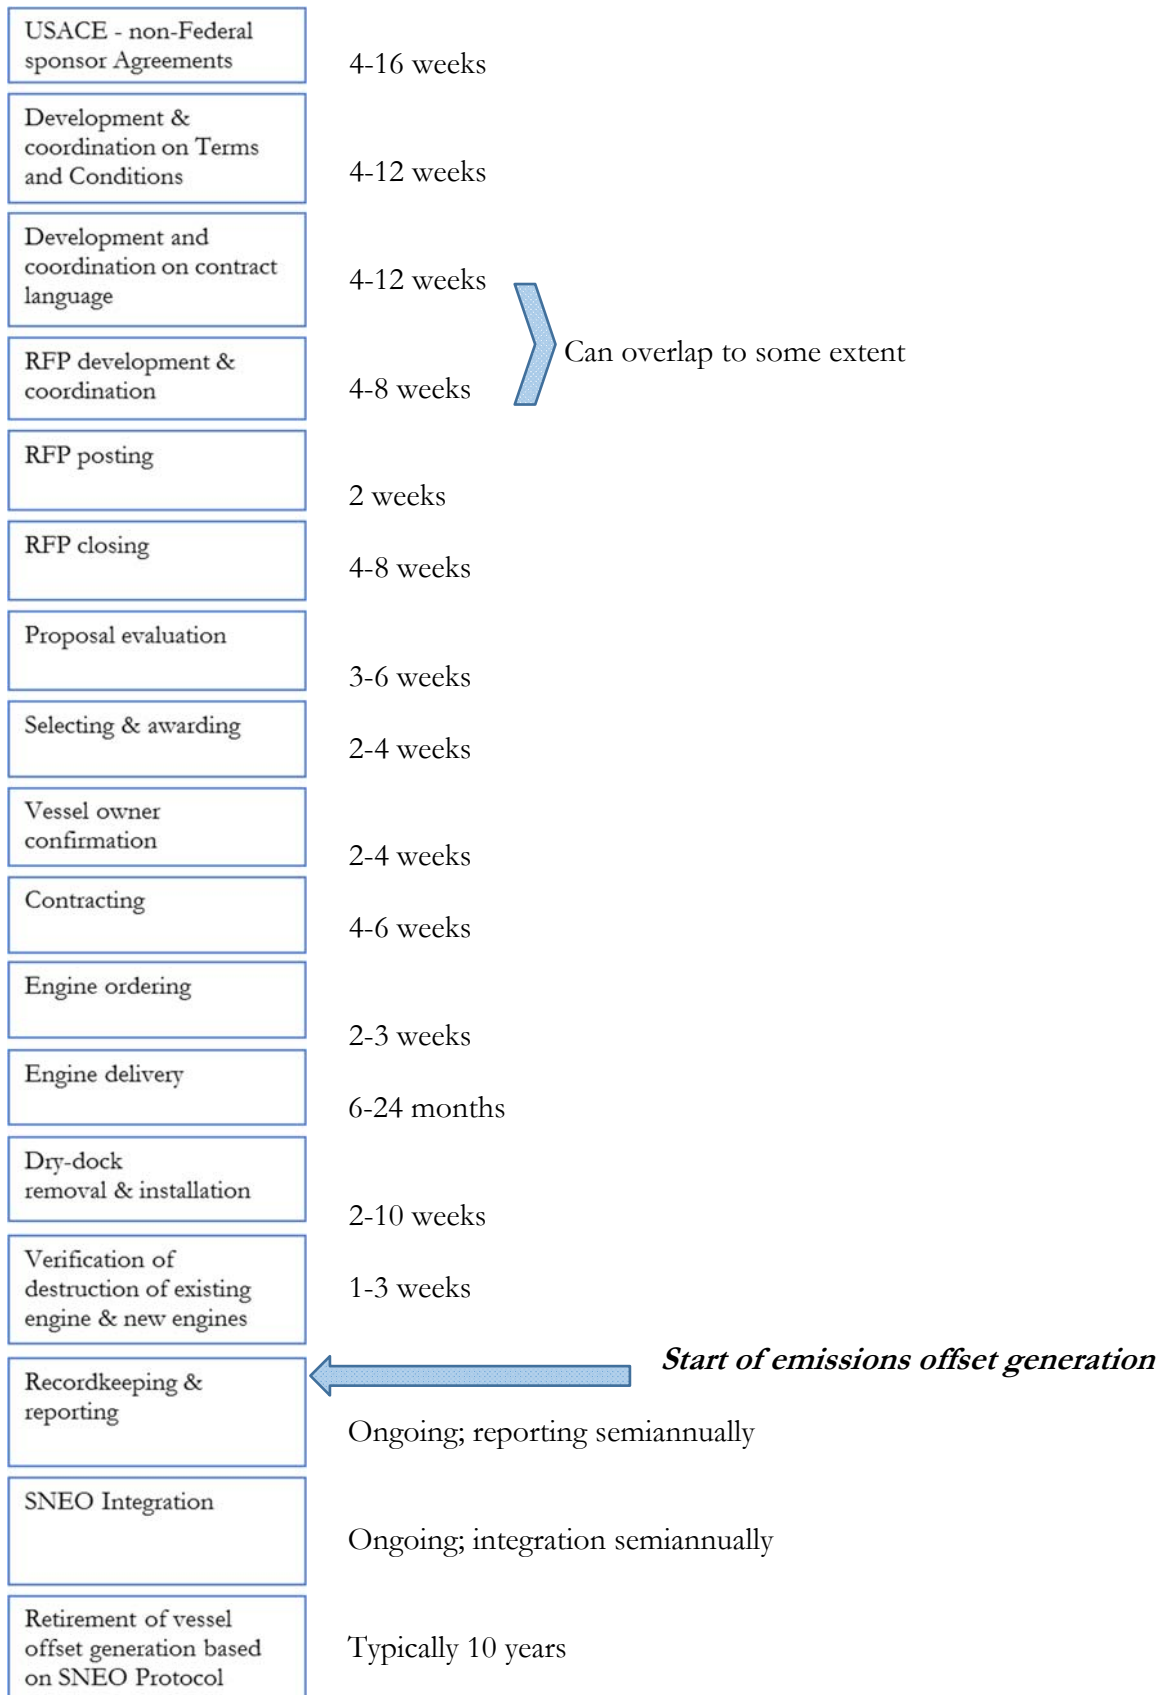 USACE - non-Federal
sponsor Agreements
4-16 weeks
Development &
coordination on Terms
and Conditions
4-12 weeks
Development and
coordination on contract
language
4-12 weeks
Can overlap to some extent
RFP development &
coordination
4-8 weeks
RFP posting
2 weeks
RFP closing
4-8 weeks
Proposal evaluation
3-6 weeks
Selecting & awarding
2-4 weeks
Vessel owner
confirmation
2-4 weeks
Contracting
4-6 weeks
Engine ordering
2-3 weeks
Engine delivery
6-24 months
Dry-dock
removal & installation
2-10 weeks
Verification of
destruction of existing
engine & new engines
1-3 weeks
Start of emissions offset generation
Recordkeeping &
reporting
Ongoing; reporting semiannually
SNEO Integration
Ongoing; integration semiannually
Retirement of vessel
offset generation based
on SNEO Protocol
Typically 10 years